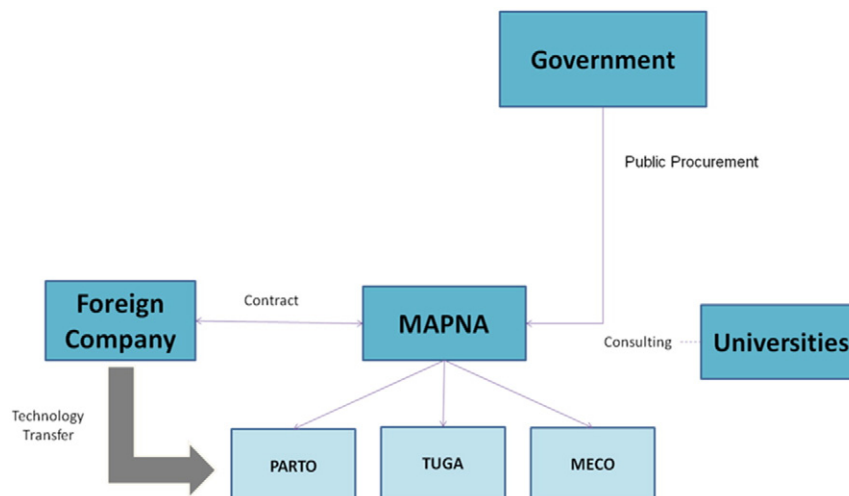 Government
Public Procurement
Foreign
Company
Contract
MAPNA
Consulting
Universities
Technology
Transfer
PARTO
TUGA
MECO